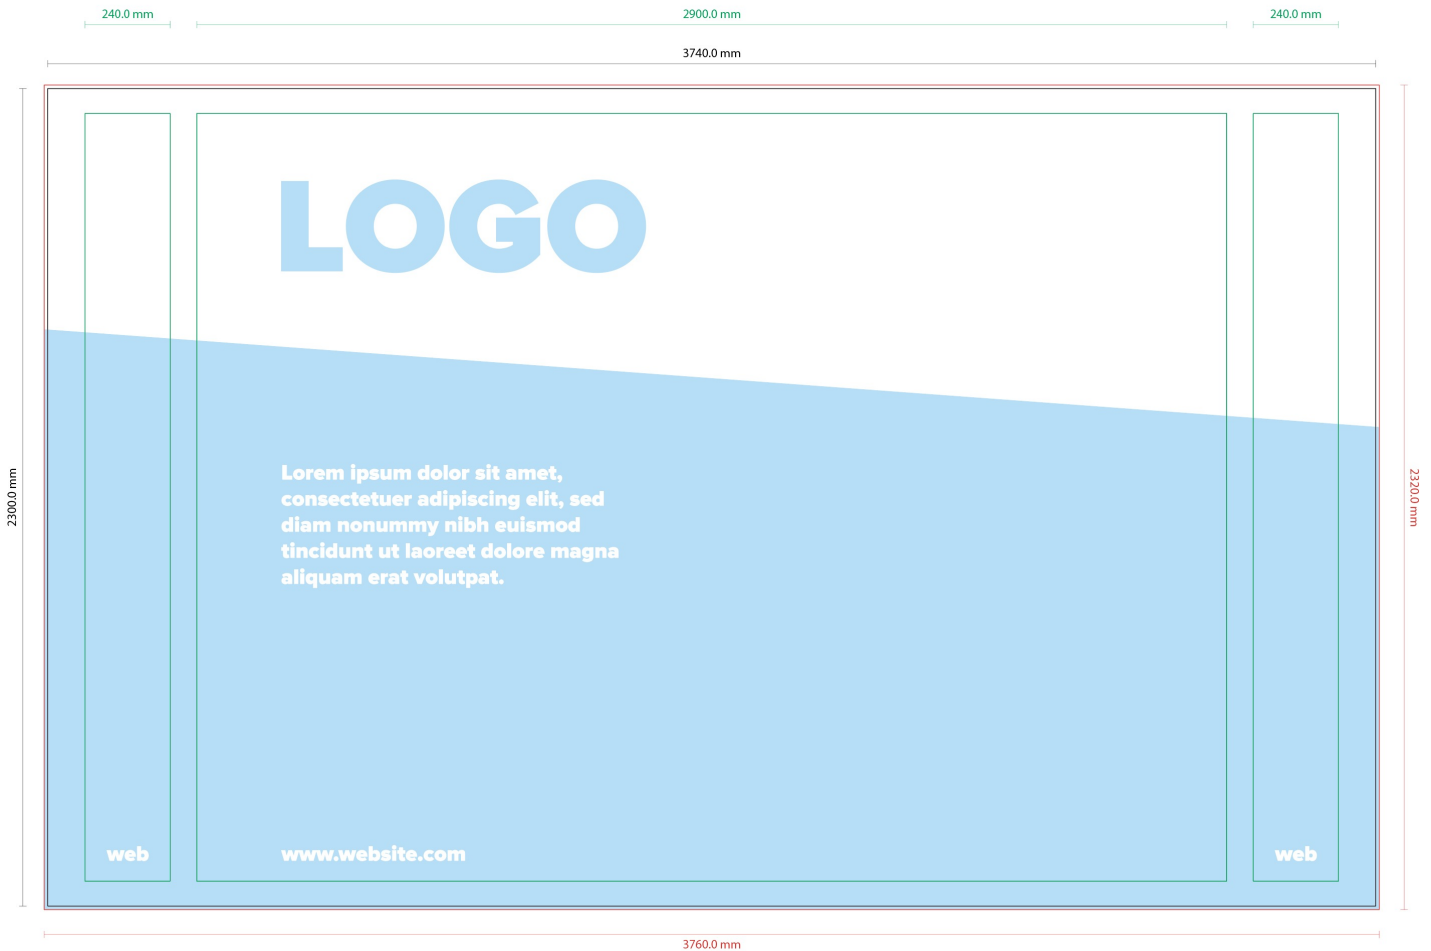 240.0 mm
2900.0 mm
240.0 mm
3740.0 mm
LOGO
2300.0 mm
2320.0 mm
Lorem ipsum dolor sit amet,
consectetuer adipiscing elit, sed
diam nonummy nibh euismod
tincidunt ut laoreet dolore magna
aliquam erat volutpat.
web
www.website.com
web
3760.0 mm